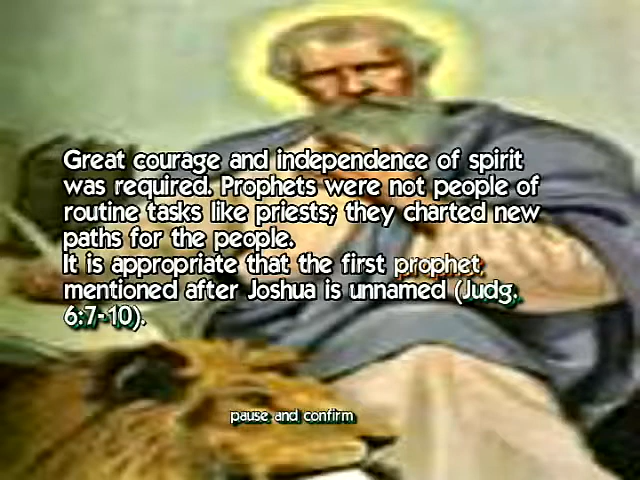 Great courage and independence of spirit
was required. Prophets were not people of
routine tasks like priests; they charted new
paths for the people.
It is appropriate that the first prophet,
mentioned after Joshua is unnamed (Judg.
6:7-10).
pause and confirm